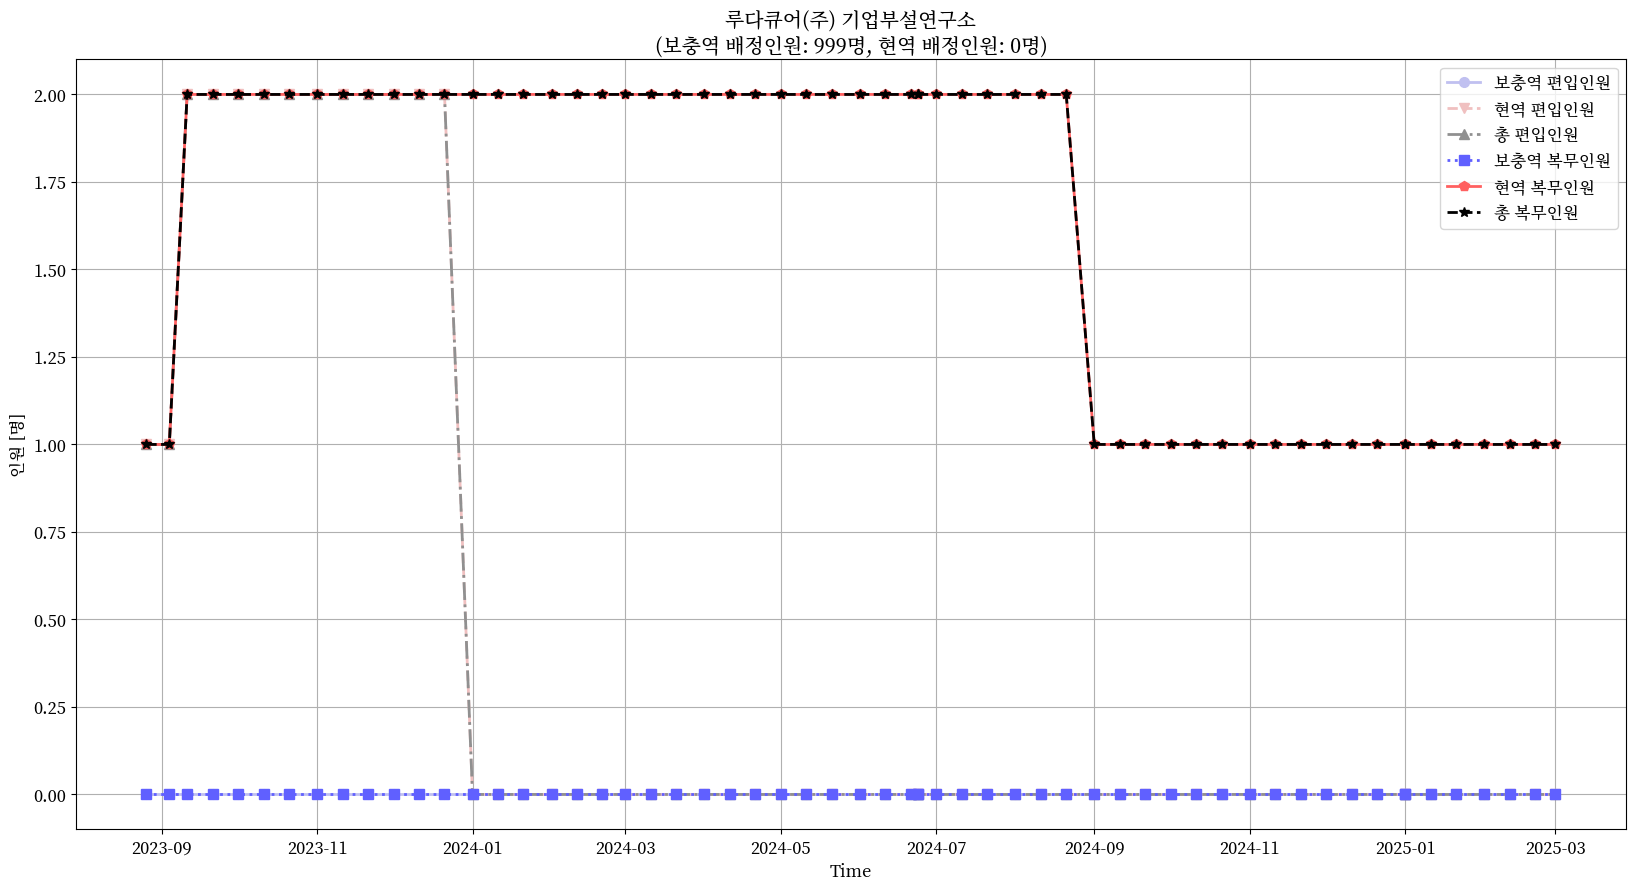 루다큐어(주) 기업부설연구소
(보충역 배정인원: 999명, 현역 배정인원: 0명)
보충역 편입인원
현역 편입인원
총 편입인원
보충역 복무인원
현역 복무인원
총 복무인원
인원 [명]
2.00
1.75
1.50
1.25
1.00
0.75
0.50
0.25
0.00
2023-09
2023-11
2024-01
2024-03
2024-05
2024-07
2024-09
2024-11
2025-01
2025-03
Time